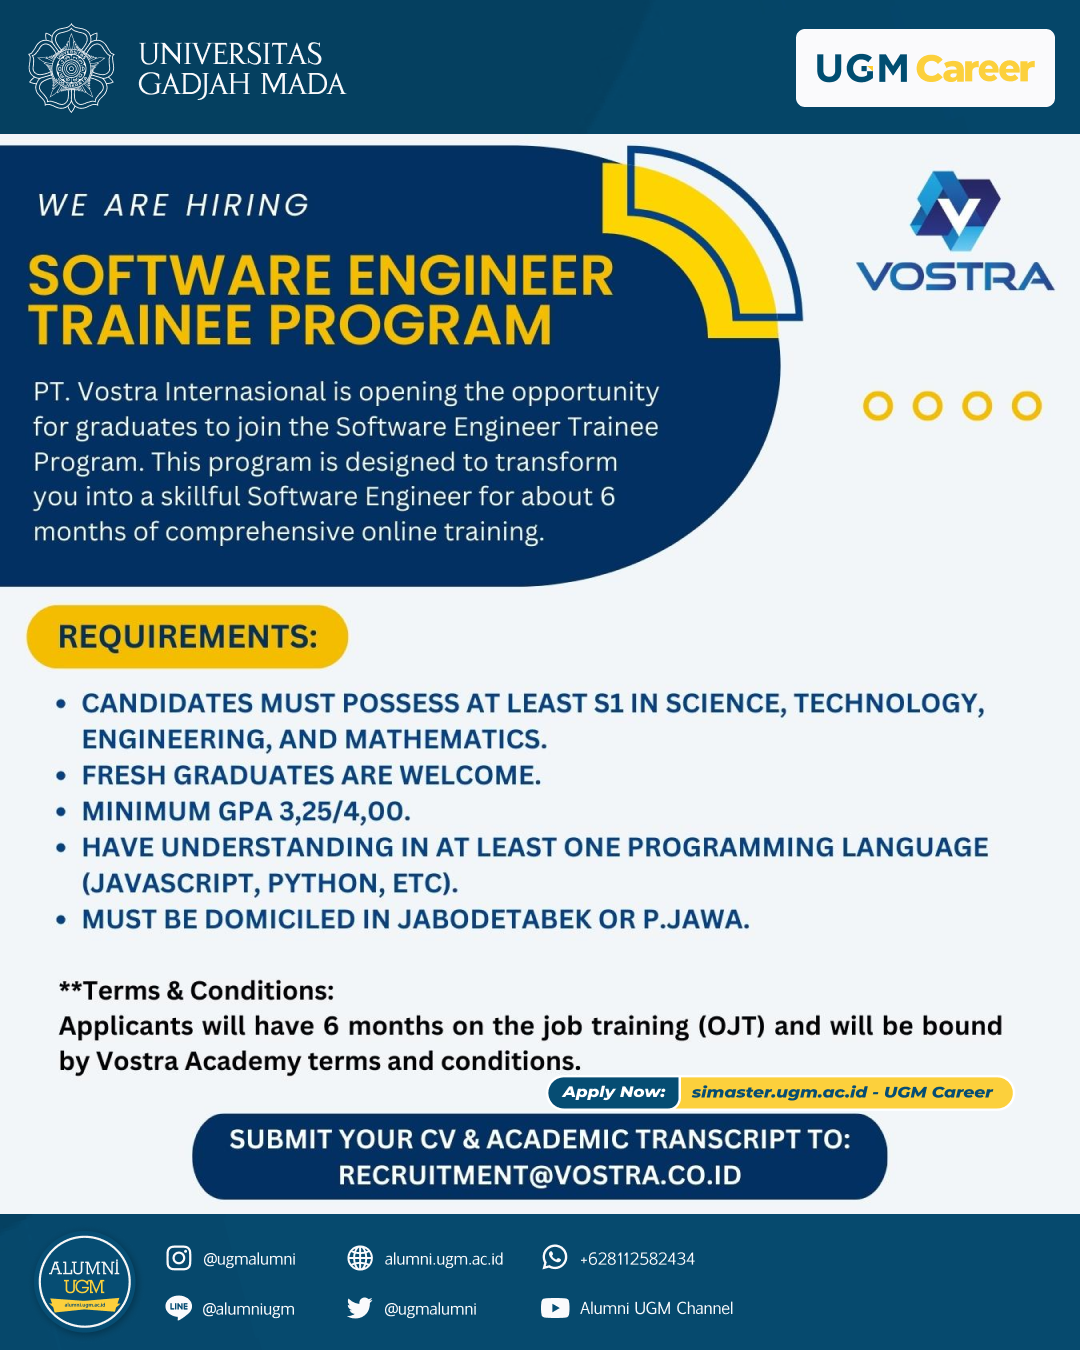 UNIVERSITAS
GADJAH MADA
UGM Career
WE ARE HIRING
SOFTWARE ENGINEER
TRAINEE PROGRAM
VOSTRA
PT. Vostra Internasional is opening the opportunity
for graduates to join the Software Engineer Trainee
Program. This program is designed to transform
you into a skillful Software Engineer for about 6
months of comprehensive online training.
REQUIREMENTS:
• CANDIDATES MUST POSSESS AT LEAST S1 IN SCIENCE, TECHNOLOGY,
ENGINEERING, AND MATHEMATICS.
• FRESH GRADUATES ARE WELCOME.
• MINIMUM GPA 3,25/4,00.
• HAVE UNDERSTANDING IN AT LEAST ONE PROGRAMMING LANGUAGE
(JAVASCRIPT, PYTHON, ETC).
• MUST BE DOMICILED IN JABODETABEK OR P.JAWA.
**Terms & Conditions:
Applicants will have 6 months on the job training (OJT) and will be bound
by Vostra Academy terms and conditions.
Apply Now: simaster.ugm.ac.id - UGM Career
SUBMIT YOUR CV & ACADEMIC TRANSCRIPT TO:
RECRUITMENT@VOSTRA.CO.ID
ALUMNI
UGM
alumni.ugm.ac.id
@ugmalumni
alumni.ugm.ac.id
+628112582434
LINE
@alumniugm
@ugmalumni
Alumni UGM Channel